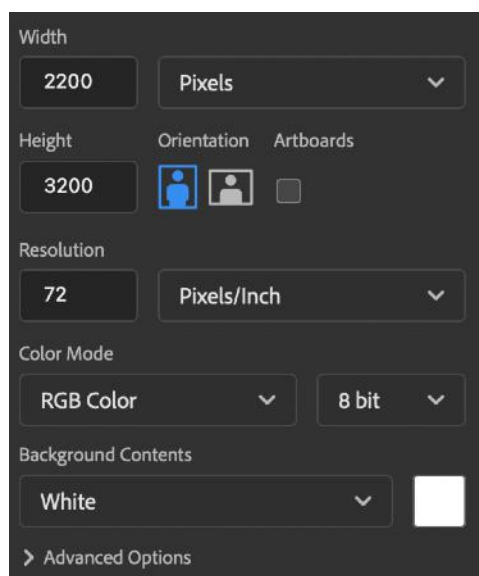 Width
2200 Pixels
Height Orientation Artboards
3200
Resolution
72 Pixels/Inch
Color Mode
RGB Color 8 bit
Background Contents
White
Advanced Options